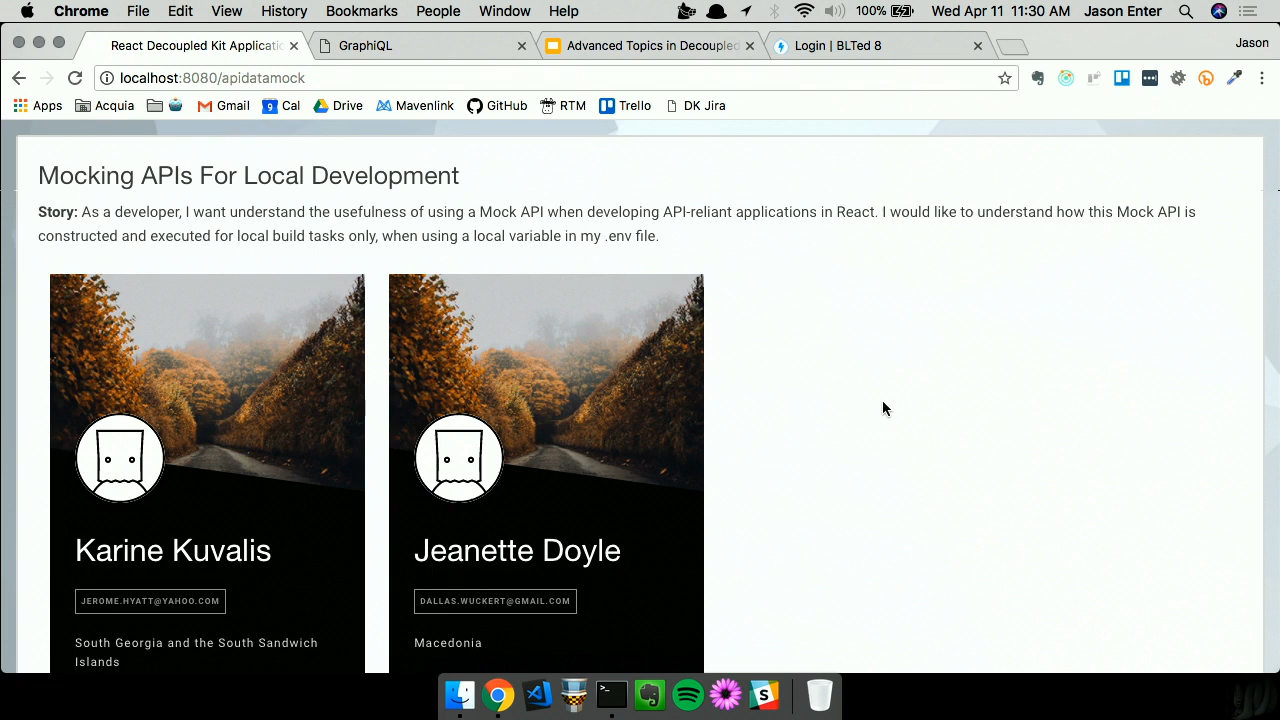 Chrome File Edit View History Bookmarks People Window Help 100% Wed Apr 11 11:30 AM Jason Enter
React Decoupled Kit Applicatio GraphiQL Advanced Topics in Decoupled Login | BLTed 8 Jason
localhost:8080/apidatamock
Apps Acquia Gmail 9 Cal Drive Mavenlink GitHub RTM Trello DK Jira
Mocking APIs For Local Development
Story: As a developer, I want understand the usefulness of using a Mock API when developing API-reliant applications in React. I would like to understand how this Mock API is
constructed and executed for local build tasks only, when using a local variable in my .env file.
Karine Kuvalis
JEROME.HYATT@YAHOO.COM
South Georgia and the South Sandwich
Islands
Jeanette Doyle
DALLAS.WUCKERT@GMAIL.COM
Macedonia